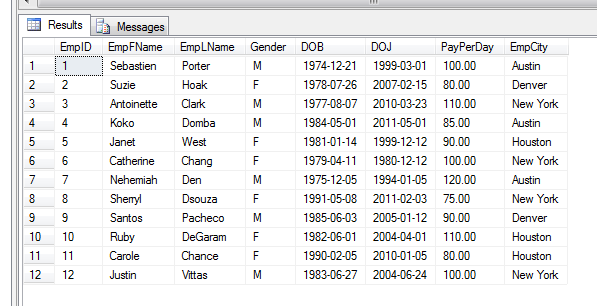 Results Messages
EmpID EmpFName EmpLName Gender DOB DOJ PayPerDay EmpCity
1 1 Sebastien Porter M 1974-12-21 1999-03-01 100.00 Austin
2 2 Suzie Hoak F 1978-07-26 2007-02-15 80.00 Denver
3 3 Antoinette Clark M 1977-08-07 2010-03-23 110.00 New York
4 4 Koko Domba M 1984-05-01 2011-05-01 85.00 Austin
5 5 Janet West F 1981-01-14 1999-12-12 90.00 Houston
6 6 Catherine Chang F 1979-04-11 1980-12-12 100.00 New York
7 7 Nehemiah Den M 1975-12-05 1994-01-05 120.00 Austin
8 8 Sherryl Dsouza F 1991-05-08 2011-02-03 75.00 New York
9 9 Santos Pacheco M 1985-06-03 2005-01-12 90.00 Denver
10 10 Ruby DeGaram F 1982-06-01 2004-04-01 110.00 Houston
11 11 Carole Chance F 1990-02-05 2010-01-05 80.00 Houston
12 12 Justin Vittas M 1983-06-27 2004-06-24 100.00 New York